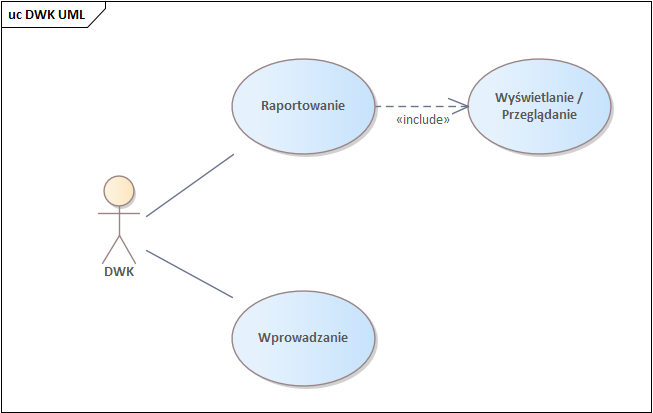 uc DWK UML
Raportowanie
Wyświetlanie /
Przeglądanie
«include»
DWK
Wprowadzanie